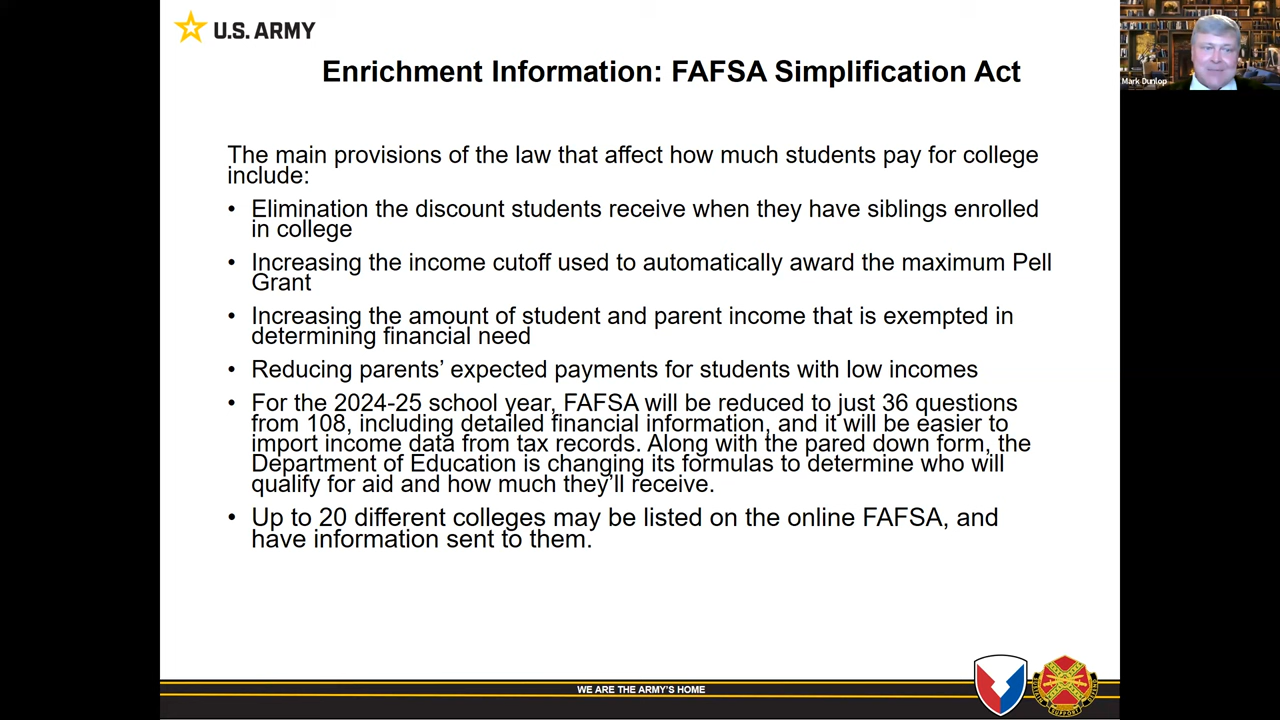 U.S. ARMY
Mark Dunlop
Enrichment Information: FAFSA Simplification Act
The main provisions of the law that affect how much students pay for college
include:
• Elimination the discount students receive when they have siblings enrolled
in college
• Increasing the income cutoff used to automatically award the maximum Pell
Grant
• Increasing the amount of student and parent income that is exempted in
determining financial need
• Reducing parents’ expected payments for students with low incomes
• For the 2024-25 school year, FAFSA will be reduced to just 36 questions
from 108, including detailed financial information, and it will be easier to
import income data from tax records. Along with the pared down form, the
Department of Education is changing its formulas to determine who will
qualify for aid and how much they’ll receive.
• Up to 20 different colleges may be listed on the online FAFSA, and
have information sent to them.
WE ARE THE ARMY’S HOME